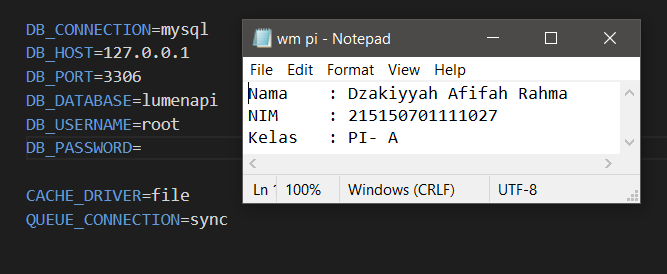 DB_CONNECTION=mysql
DB_HOST=127.0.0.1
DB_PORT=3306
DB_DATABASE=lumenapi
DB_USERNAME=root
DB_PASSWORD=
CACHE_DRIVER=file
QUEUE_CONNECTION=sync
wm pi - Notepad
File Edit Format View Help
Nama : Dzakiyyah Afifah Rahma
NIM : 215150701111027
Kelas : PI- A
Ln 100% Windows (CRLF) UTF-8